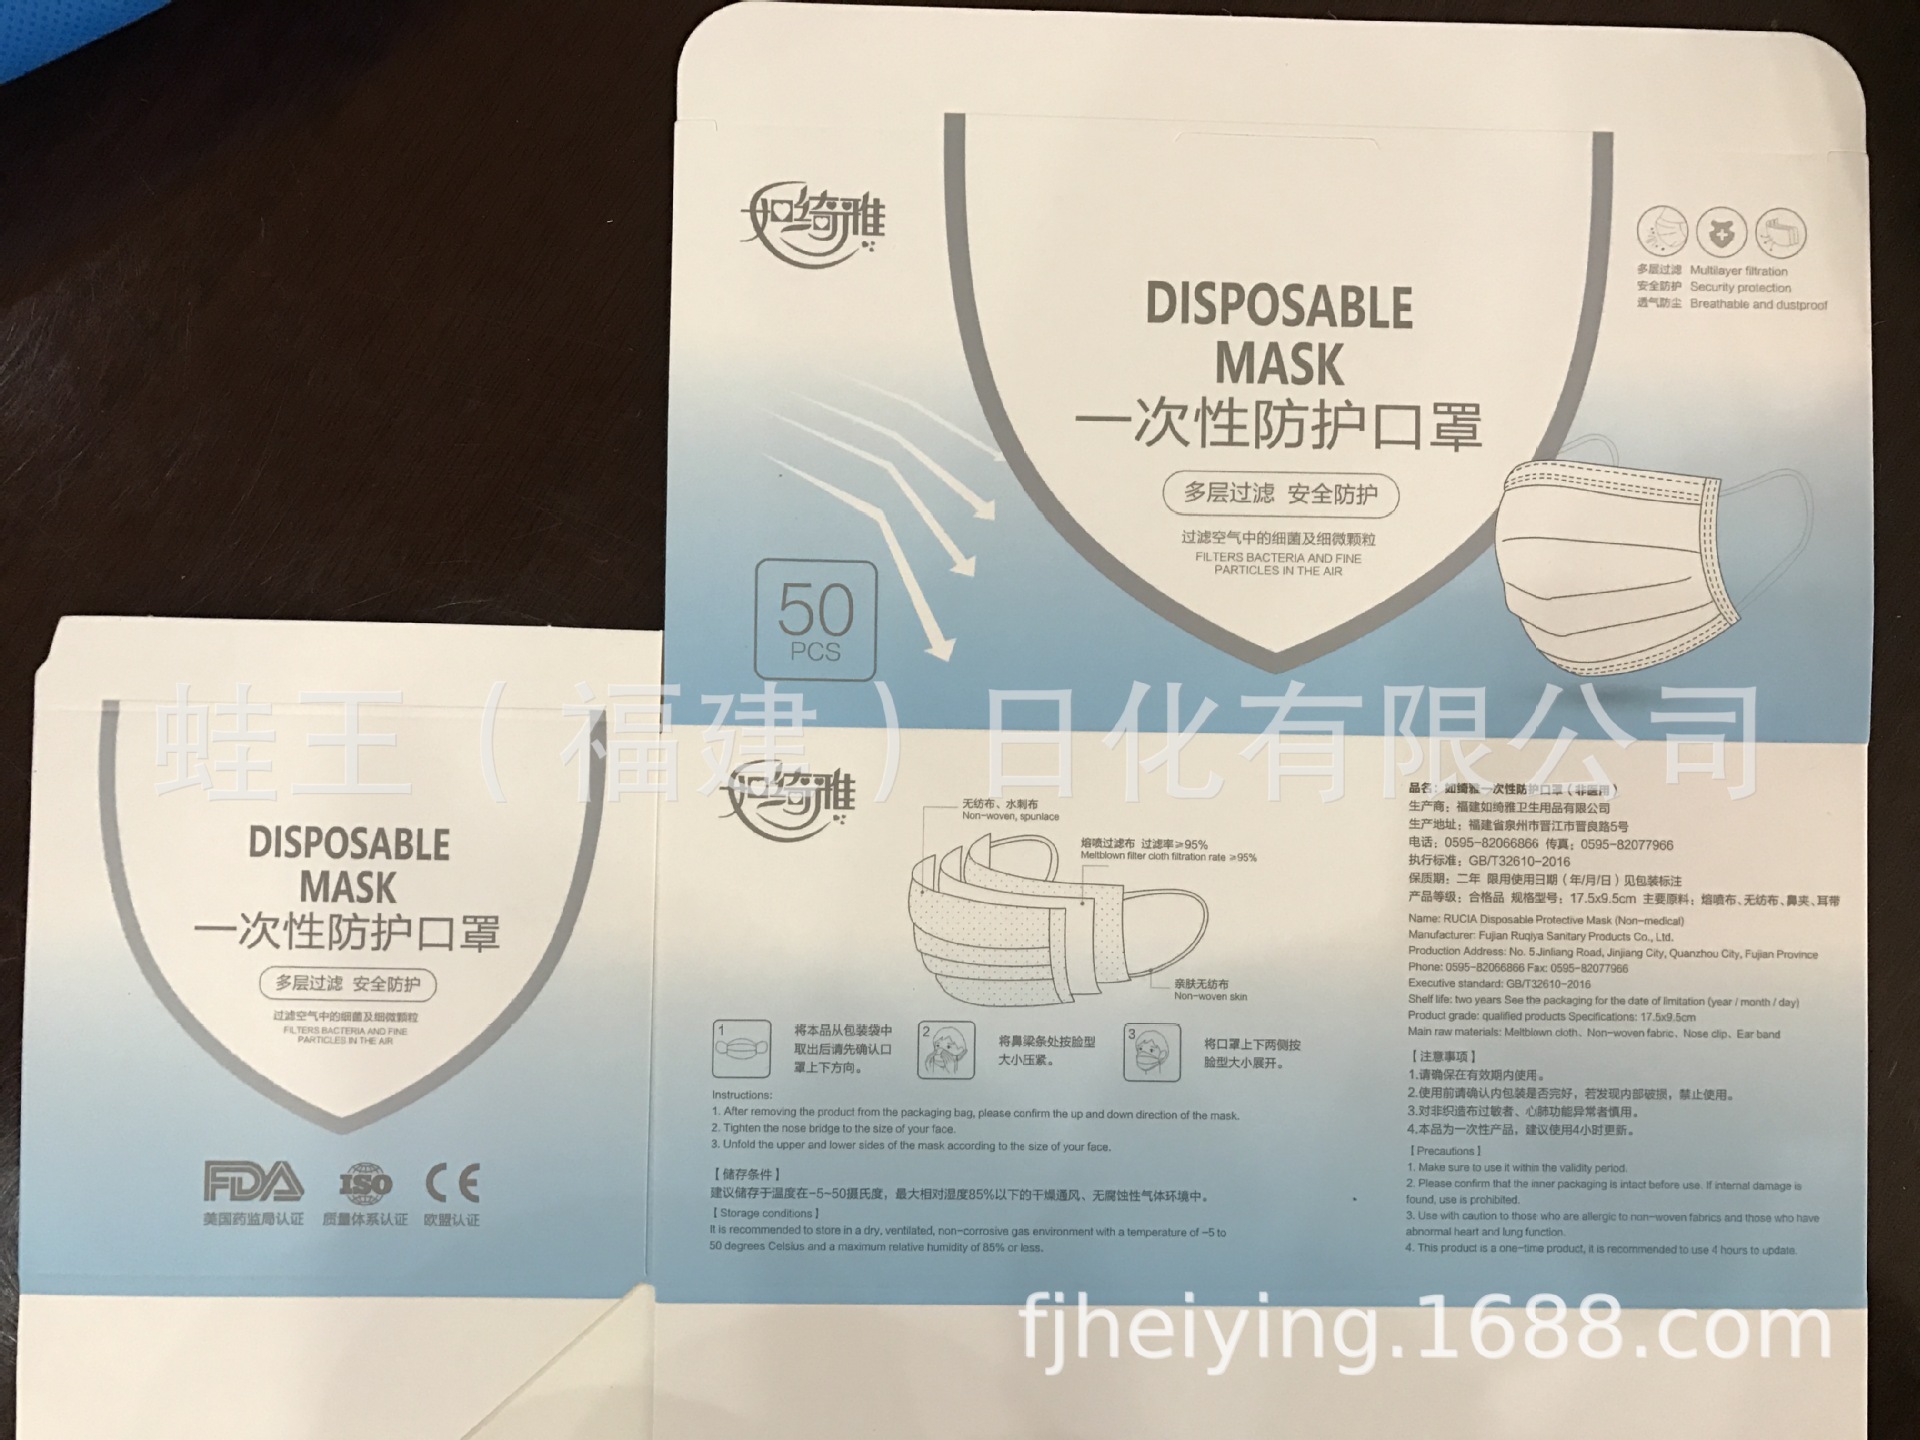 如绮雅
多层过滤 Multilayer filtration
安全防护 Security protection
透气防尘 Breathable and dustproof
DISPOSABLE
MASK
一次性防护口罩
多层过滤 安全防护
过滤空气中的细菌及细微颗粒
FILTERS BACTERIA AND FINE
PARTICLES IN THE AIR
50
PCS
蛙王（福建）日化有限公司
DISPOSABLE
MASK
一次性防护口罩
多层过滤 安全防护
过滤空气中的细菌及细微颗粒
FILTERS BACTERIA AND FINE
PARTICLES IN THE AIR
FDA ISO CE
美国药监局认证 质量体系认证 欧盟认证
如绮雅
无纺布、水刺布
Non-woven, spunlace
熔喷过滤布 过滤率≥95%
Meltblown filter cloth filtration rate ≥95%
亲肤无纺布
Non-woven skin
1
将本品从包装袋中
取出后请先确认口
罩上下方向。
2
将鼻梁条处按脸型
大小压紧。
3
将口罩上下两侧按
脸型大小展开。
Instructions:
1. After removing the product from the packaging bag, please confirm the up and down direction of the mask.
2. Tighten the nose bridge to the size of your face.
3. Unfold the upper and lower sides of the mask according to the size of your face.
【储存条件】
建议储存于温度在-5~50摄氏度，最大相对湿度85%以下的干燥通风、无腐蚀性气体环境中。
【Storage conditions】
It is recommended to store in a dry, ventilated, non-corrosive gas environment with a temperature of -5 to
50 degrees Celsius and a maximum relative humidity of 85% or less.
品名：如绮雅一次性防护口罩（非医用）
生产商：福建如绮雅卫生用品有限公司
生产地址：福建省泉州市晋江市晋良路5号
电话：0595-82066866 传真：0595-82077966
执行标准：GB/T32610-2016
保质期：二年 限用使用日期（年/月/日）见包装标注
产品等级：合格品 规格型号：17.5x9.5cm 主要原料：熔喷布、无纺布、鼻夹、耳带
Name: RUCIA Disposable Protective Mask (Non-medical)
Manufacturer: Fujian Ruqiya Sanitary Products Co., Ltd.
Production Address: No. 5 Jinliang Road, Jinjiang City, Quanzhou City, Fujian Province
Phone: 0595-82066866 Fax: 0595-82077966
Executive standard: GB/T32610-2016
Shelf life: two years See the packaging for the date of limitation (year / month / day)
Product grade: qualified products Specifications: 17.5x9.5cm
Main raw materials: Meltblown cloth、Non-woven fabric、Nose clip、Ear band
【注意事项】
1.请确保在有效期内使用。
2.使用前请确认内包装是否完好，若发现内部破损，禁止使用。
3.对非织造布过敏者、心肺功能异常者慎用。
4.本品为一次性产品，建议使用4小时更新。
【Precautions】
1. Make sure to use it within the validity period.
2. Please confirm that the inner packaging is intact before use. If internal damage is
found, use is prohibited.
3. Use with caution to those who are allergic to non-woven fabrics and those who have
abnormal heart and lung function.
4. This product is a one-time product, it is recommended to use 4 hours to update.
fjheiying.1688.com